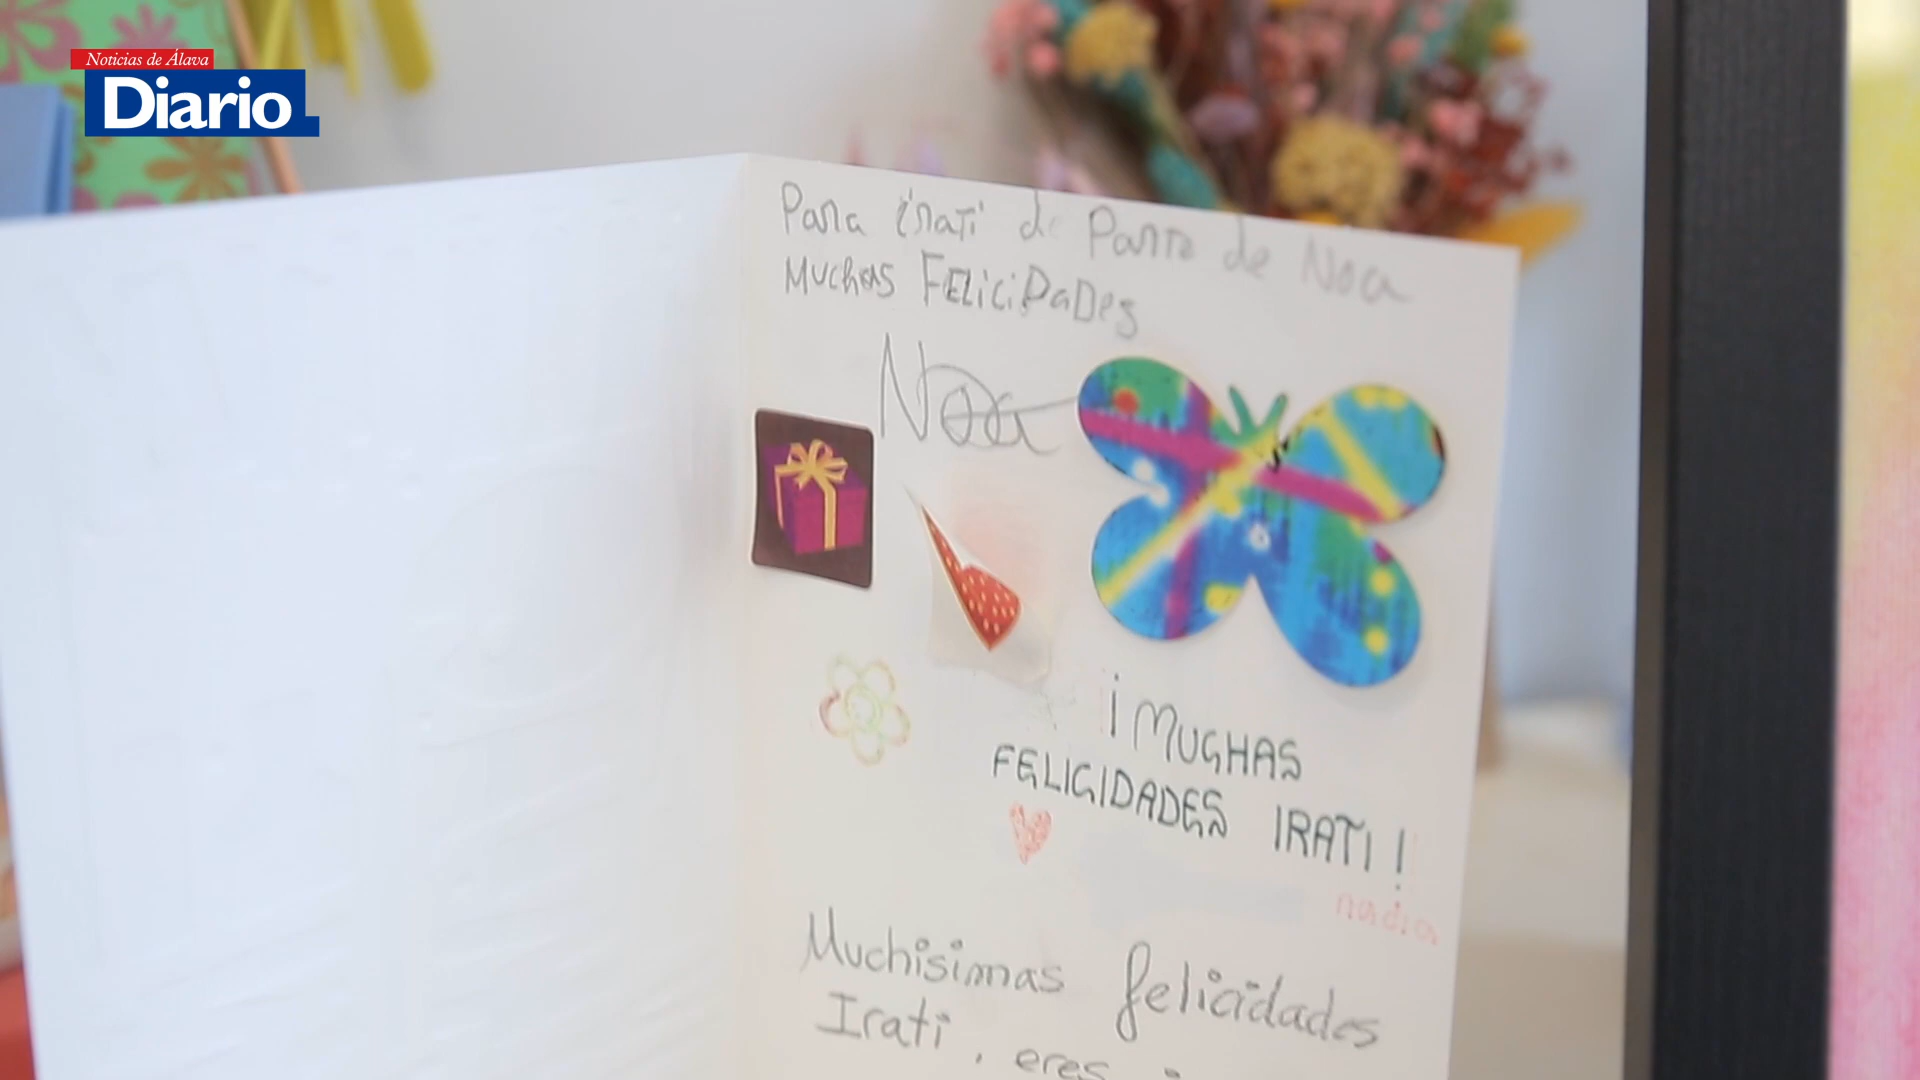 Noticias de Álava
Diario
Para irati de Parte de Noa
MUchas FELiciDaDes
Noa
¡MUCHAS
FELICIDADES IRATI!
nadia
Muchisimas felicidades
Irati, eres